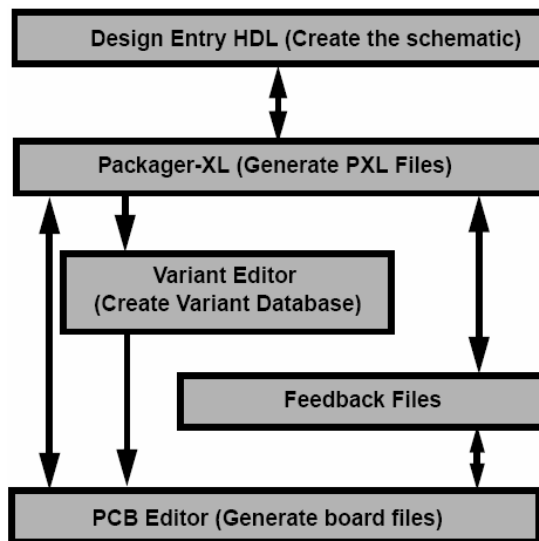 Design Entry HDL (Create the schematic)
Packager-XL (Generate PXL Files)
Variant Editor
(Create Variant Database)
Feedback Files
PCB Editor (Generate board files)